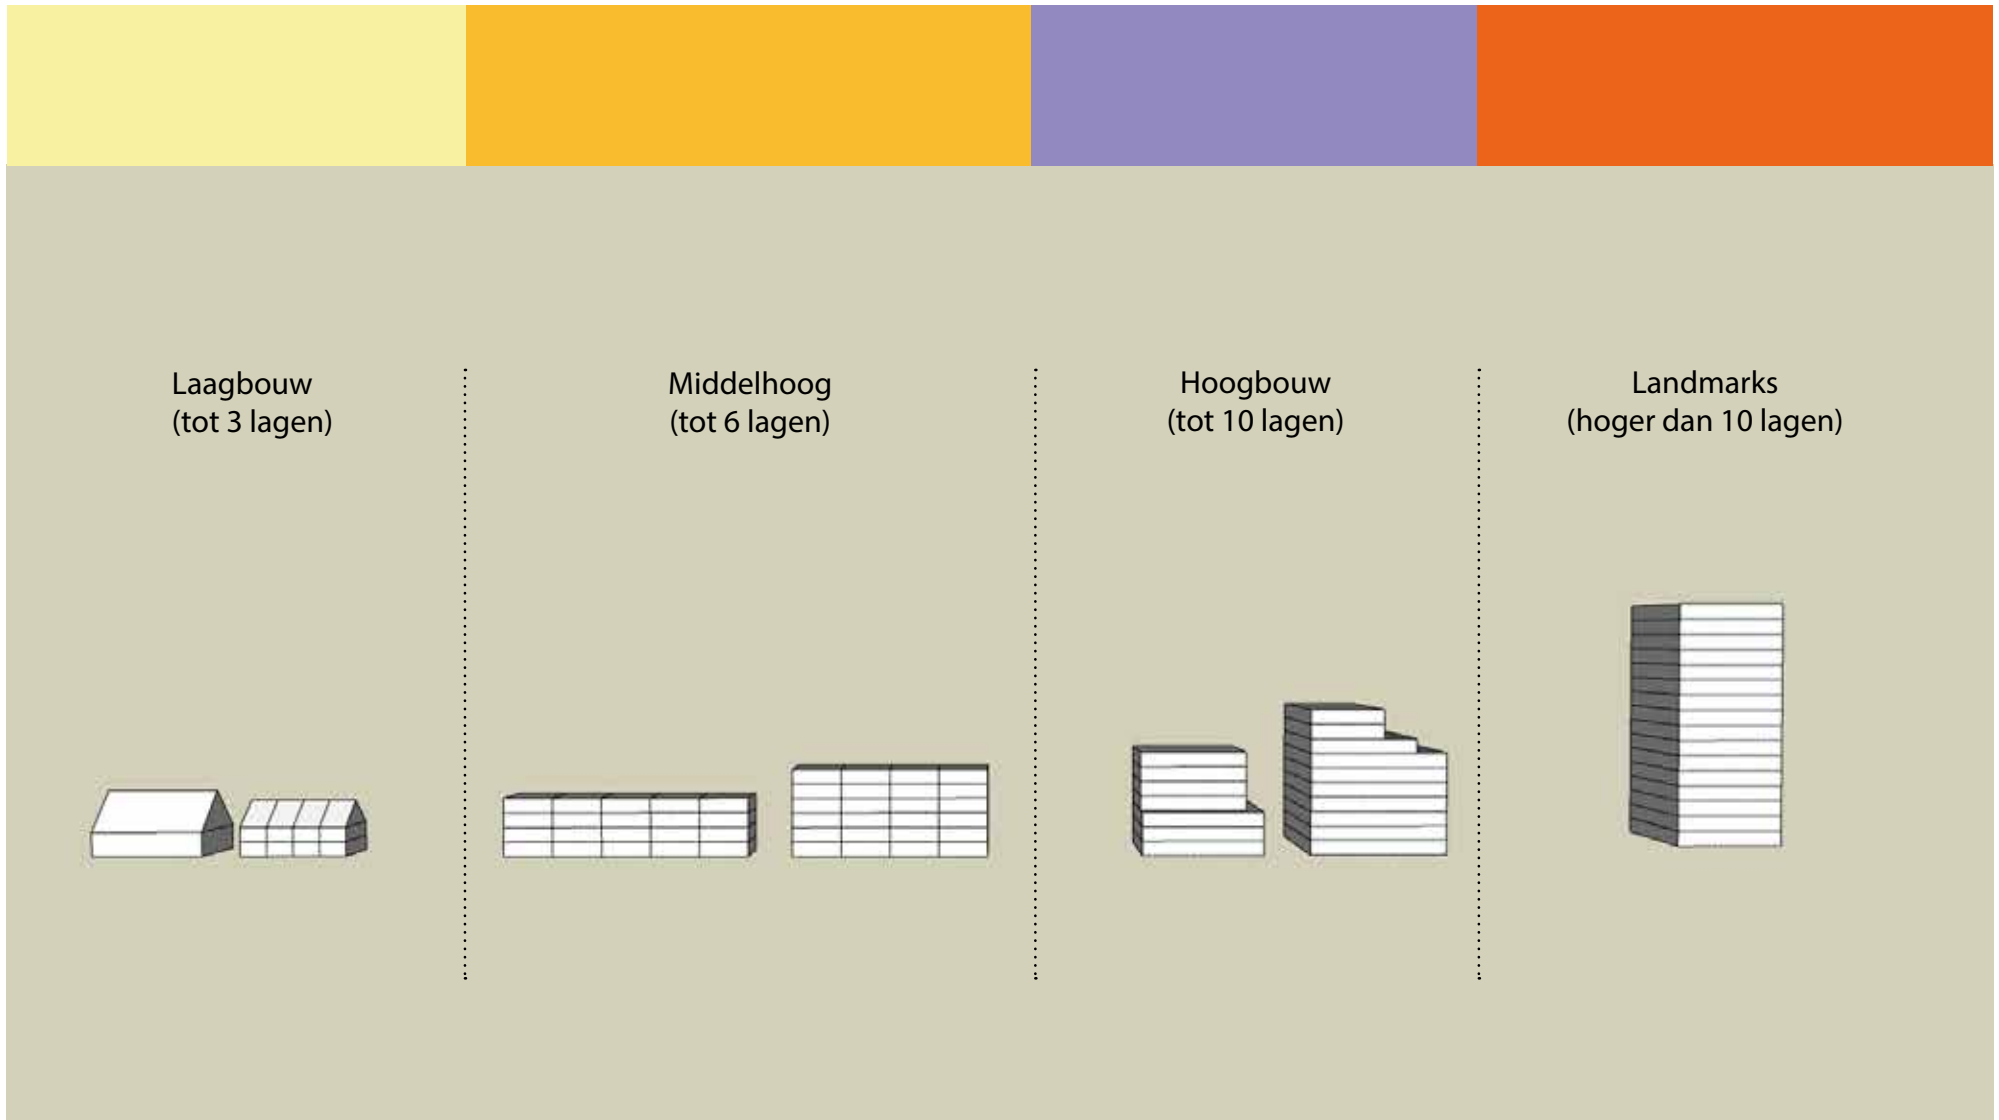 Laagbouw
(tot 3 lagen)
Middelhoog
(tot 6 lagen)
Hoogbouw
(tot 10 lagen)
Landmarks
(hoger dan 10 lagen)